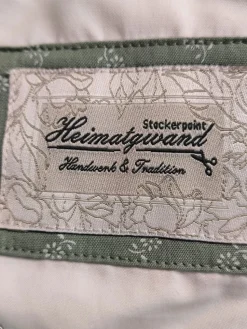 Stockerpoint
Heimatgwand
Handwerk & Tradition